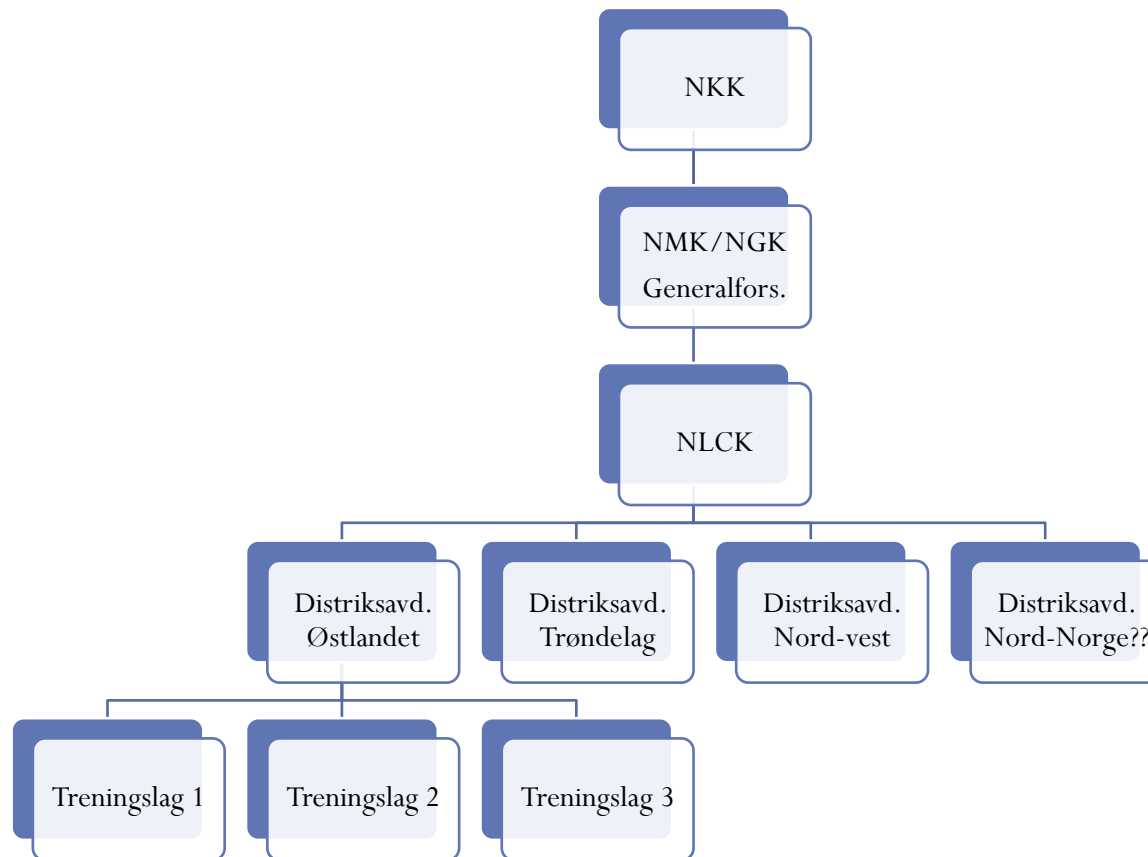 NKK
NMK/NGK
Generalfors.
NLCK
Distriksavd.
Østlandet
Distriksavd.
Trøndelag
Distriksavd.
Nord-vest
Distriksavd.
Nord-Norge??
Treningslag 1
Treningslag 2
Treningslag 3